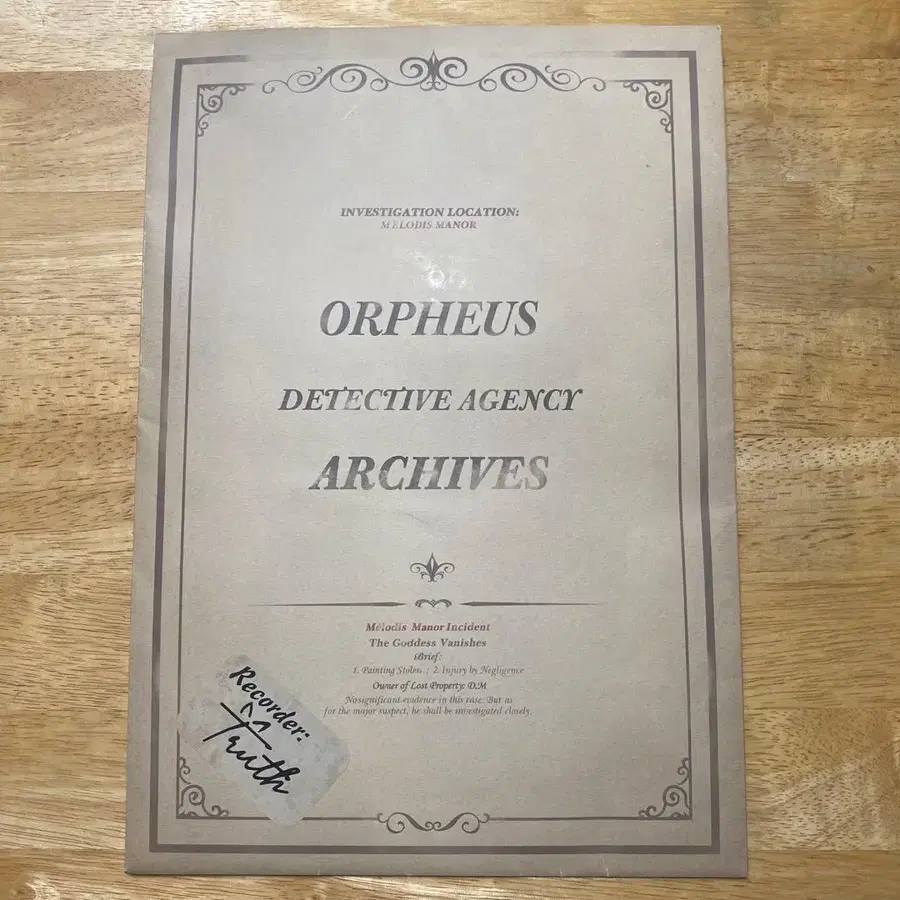 INVESTIGATION LOCATION:
MELODIS MANOR
ORPHEUS
DETECTIVE AGENCY
ARCHIVES
Mélodis Manor Incident
The Goddess Vanishes
Brief:
1. Painting Stolen ; 2. Injury by Negligence
Owner of Lost Property: D.M
No significant evidence in this case. But as
for the major suspect, he shall be investigated closely.
Recorder:
Truth